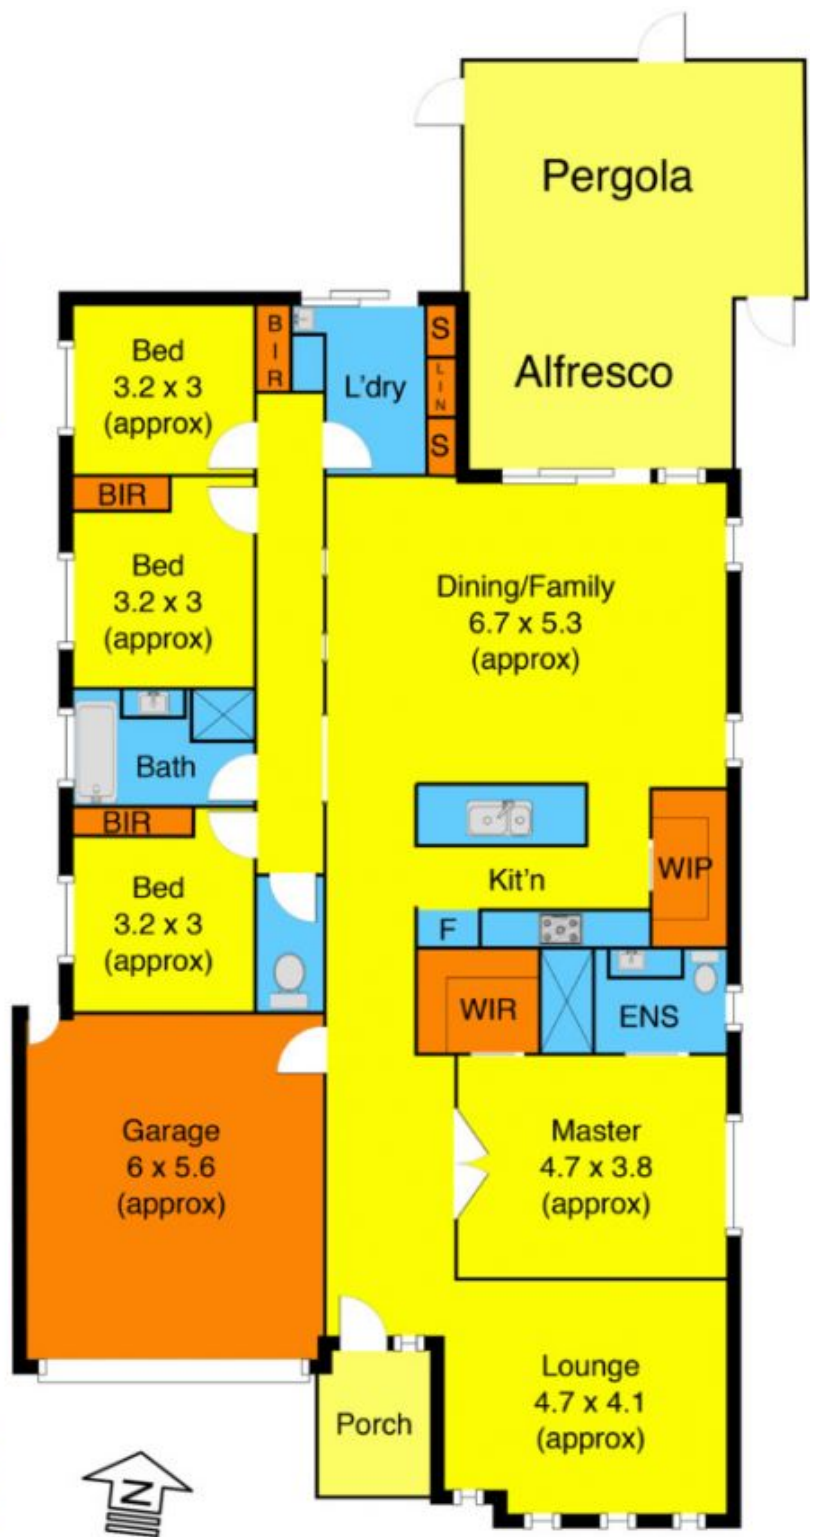 Pergola
Alfresco
Bed
3.2 x 3
(approx)
BIR
L'dry
S
LIN
S
BIR
Bed
3.2 x 3
(approx)
Dining/Family
6.7 x 5.3
(approx)
Bath
BIR
Bed
3.2 x 3
(approx)
Kit'n
WIP
F
WIR
ENS
Garage
6 x 5.6
(approx)
Master
4.7 x 3.8
(approx)
Lounge
4.7 x 4.1
(approx)
Porch
N